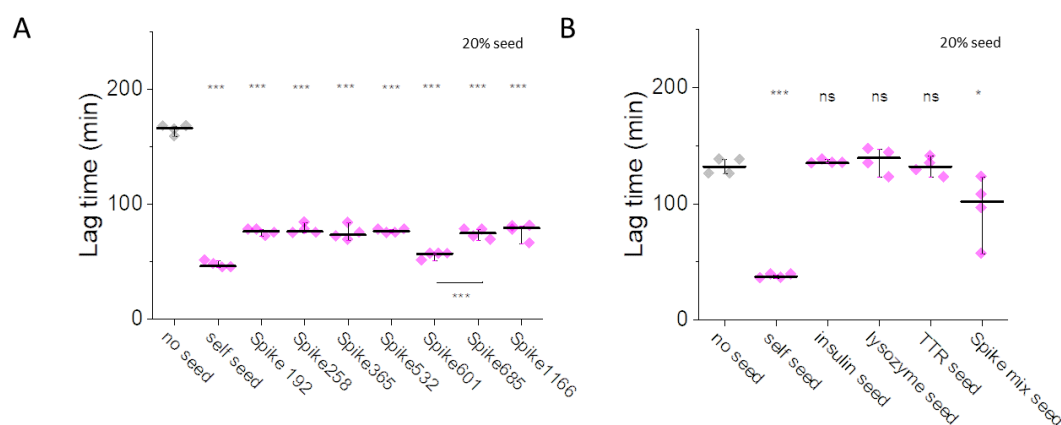 A
20% seed
*** *** *** *** *** *** *** ***
200
100
0
Lag time (min)
***
no seed
self seed
Spike 192
Spike258
Spike365
Spike532
Spike601
Spike685
Spike1166
B
20% seed
*** ns ns ns *
200
100
0
Lag time (min)
no seed
self seed
insulin seed
lysozyme seed
TTR seed
Spike mix seed